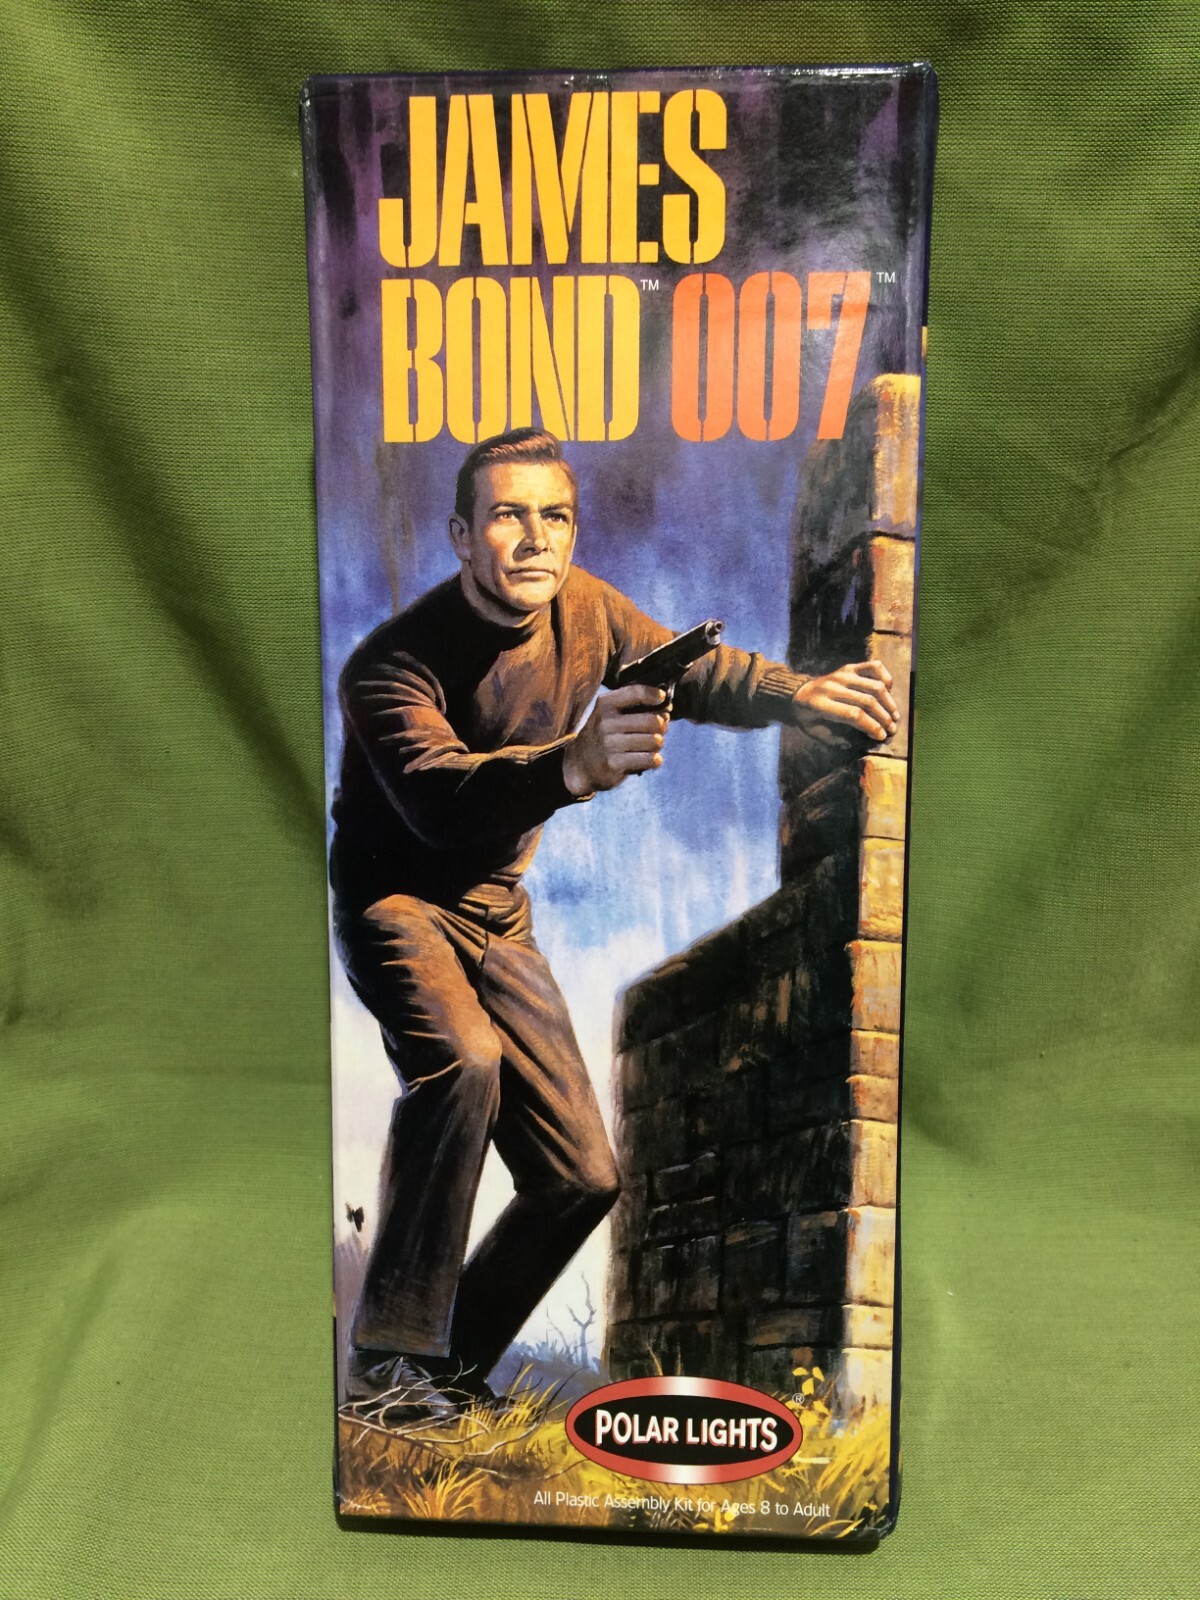 JAMES
BOND™ 007™
POLAR LIGHTS®
All Plastic Assembly Kit for Ages 8 to Adult